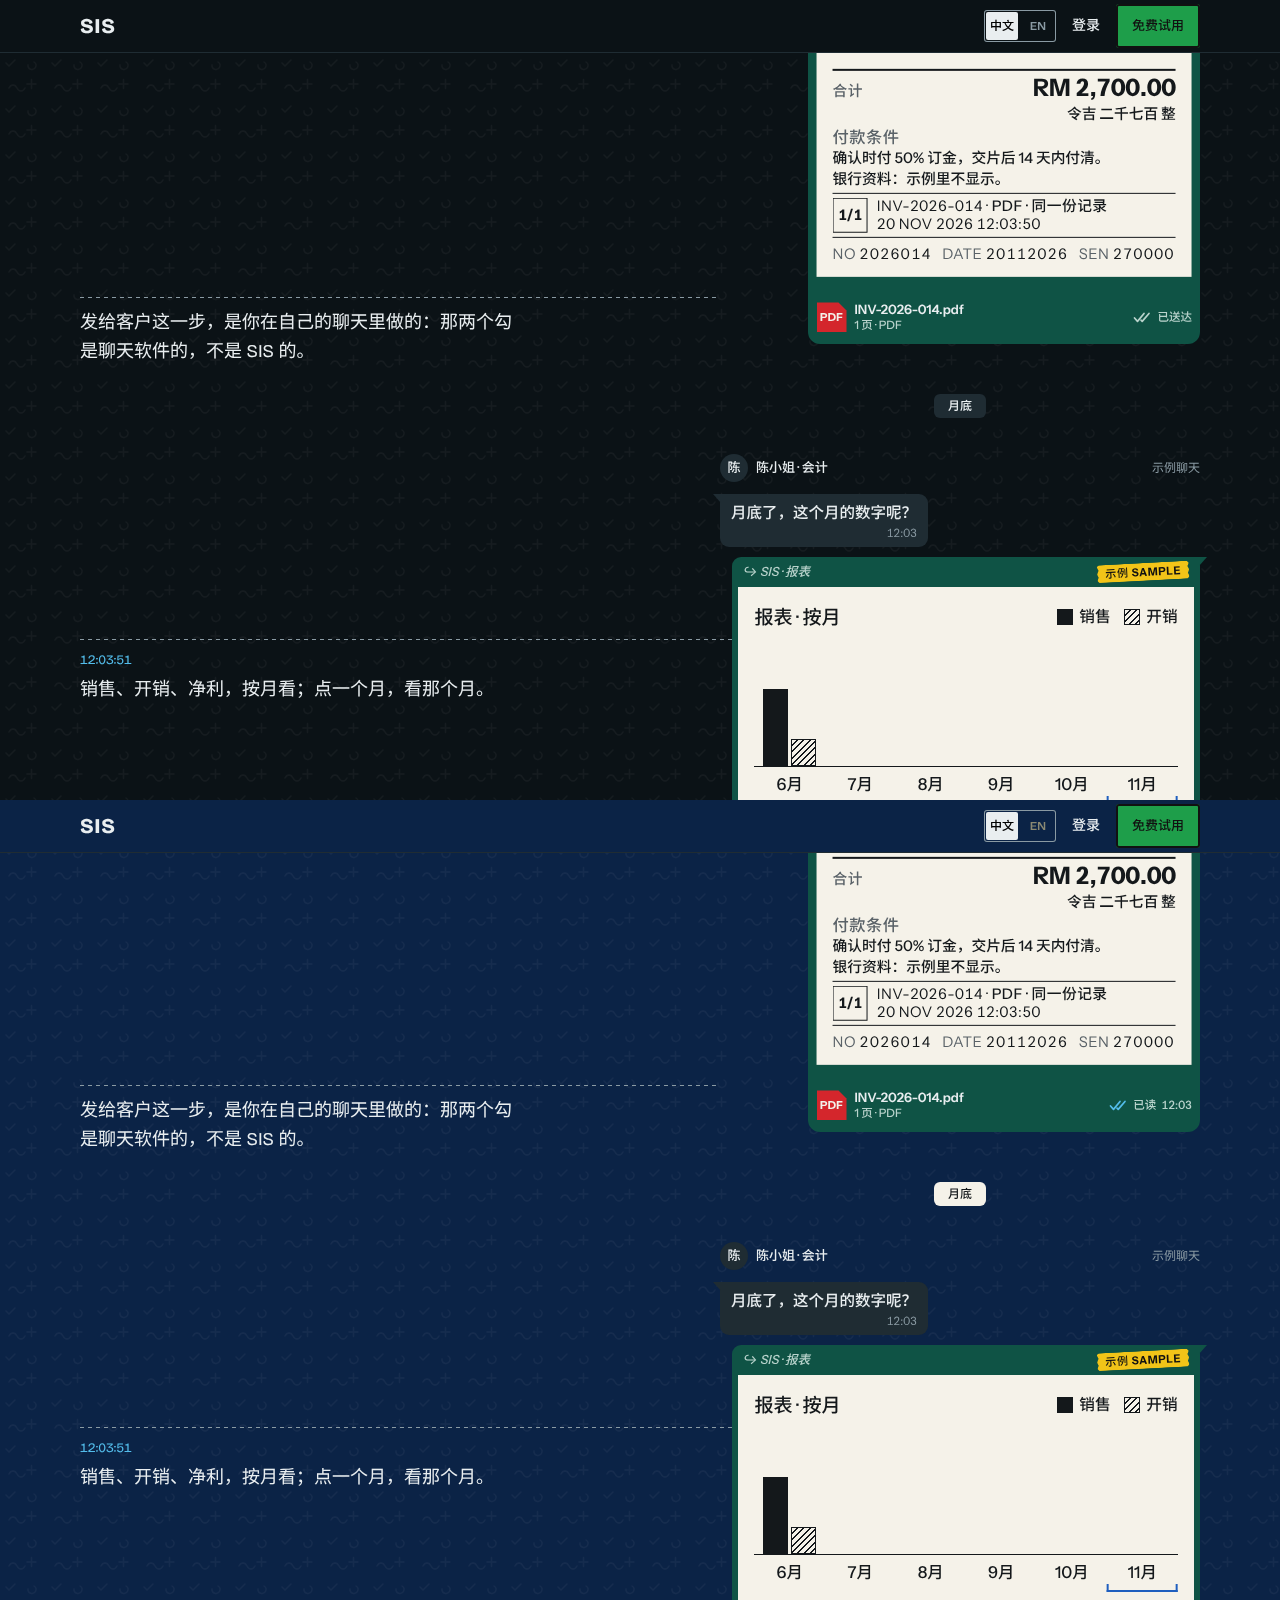 SIS
中文 EN 登录 免费试用
合计 RM 2,700.00
令吉 二千七百 整
付款条件
确认时付 50% 订金，交片后 14 天内付清。
银行资料：示例里不显示。
1/1 INV-2026-014·PDF·同一份记录
20 NOV 2026 12:03:50
NO 2026014 DATE 20112026 SEN 270000
PDF INV-2026-014.pdf
1页·PDF
已送达
发给客户这一步，是你在自己的聊天里做的：那两个勾
是聊天软件的，不是 SIS 的。
月底
陈 陈小姐·会计 示例聊天
月底了，这个月的数字呢？
12:03
SIS·报表 示例 SAMPLE
报表·按月 销售 开销
12:03:51
销售、开销、净利，按月看；点一个月，看那个月。
6月 7月 8月 9月 10月 11月
SIS
中文 EN 登录 免费试用
合计 RM 2,700.00
令吉 二千七百 整
付款条件
确认时付 50% 订金，交片后 14 天内付清。
银行资料：示例里不显示。
1/1 INV-2026-014·PDF·同一份记录
20 NOV 2026 12:03:50
NO 2026014 DATE 20112026 SEN 270000
PDF INV-2026-014.pdf
1页·PDF
已读 12:03
发给客户这一步，是你在自己的聊天里做的：那两个勾
是聊天软件的，不是 SIS 的。
月底
陈 陈小姐·会计 示例聊天
月底了，这个月的数字呢？
12:03
SIS·报表 示例 SAMPLE
报表·按月 销售 开销
12:03:51
销售、开销、净利，按月看；点一个月，看那个月。
6月 7月 8月 9月 10月 11月